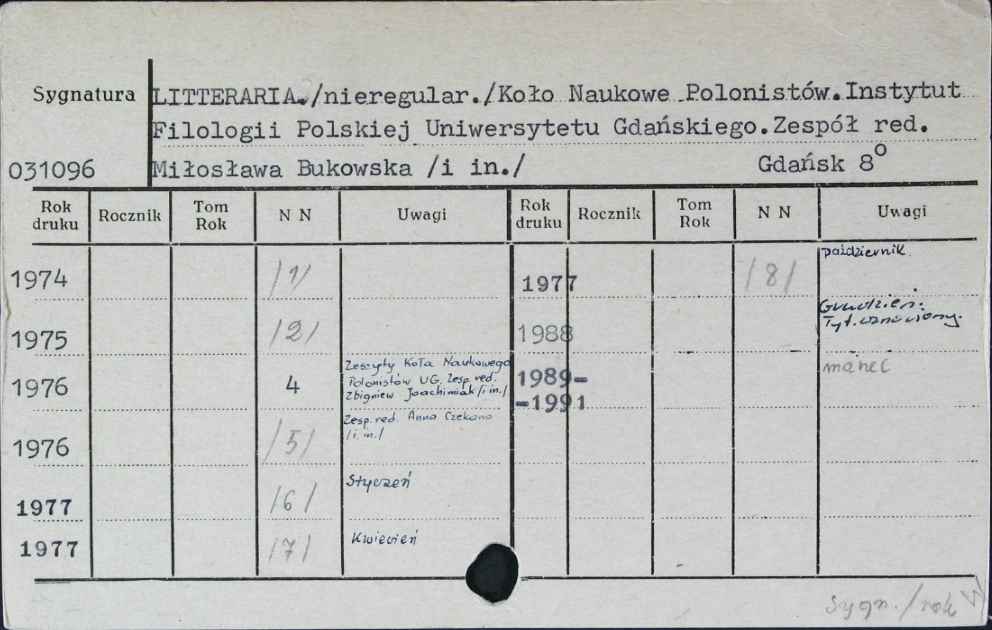 Sygnatura LITTERARIA./nieregular./Koło Naukowe Polonistów.Instytut
Filologii Polskiej Uniwersytetu Gdańskiego.Zespół red.
031096 Miłosława Bukowska /i in./ Gdańsk 8°
Rok druku Rocznik Tom Rok N N Uwagi Rok druku Rocznik Tom Rok N N Uwagi
1974 /1/
1975 /2/
1976 4 Zeszyty Koła Naukowego
Polonistów UG. Zesp. red.
Zbigniew Joachimiak /i in./
1976 /5/ Zesp. red. Anna Czekano
/i. in./
1977 /6/ Styczeń
1977 /7/ Kwiecień
1977 /8/ październik.
1988 Grudzień.
Tyt. wznowiony.
1989- marzec
-1991
Sygn./rok